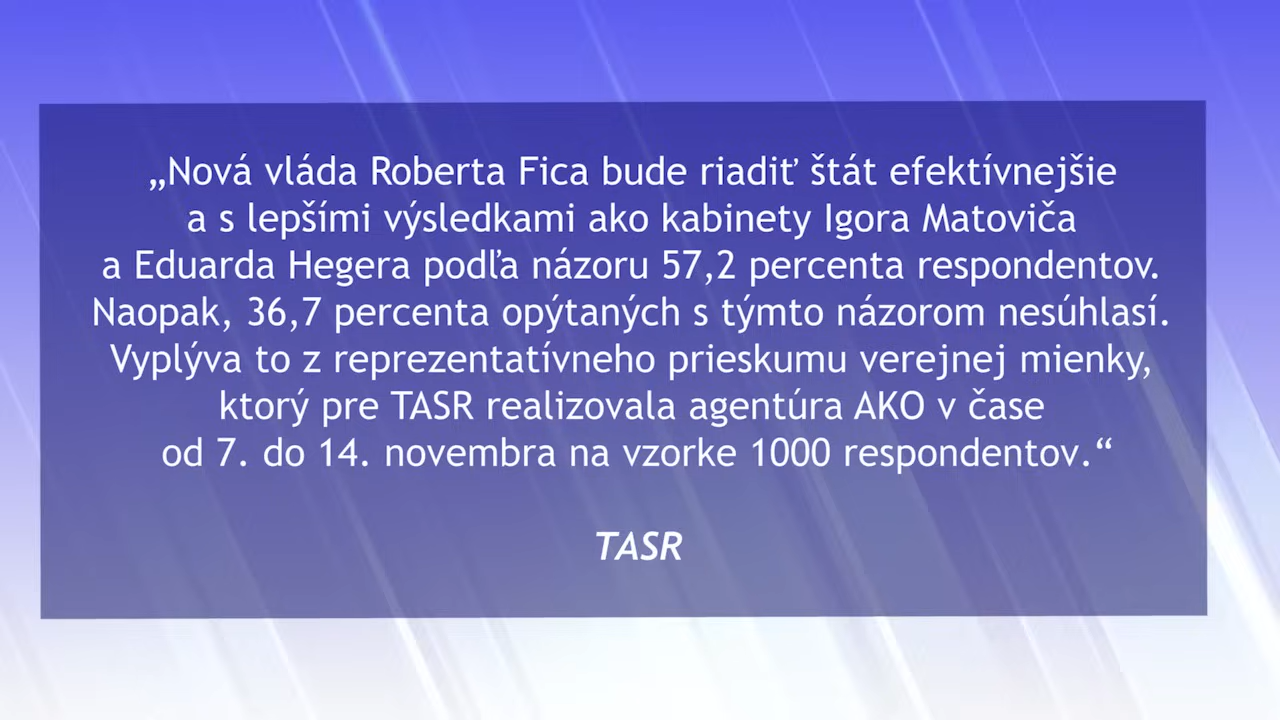 „Nová vláda Roberta Fica bude riadiť štát efektívnejšie
a s lepšími výsledkami ako kabinety Igora Matoviča
a Eduarda Hegera podľa názoru 57,2 percenta respondentov.
Naopak, 36,7 percenta opýtaných s týmto názorom nesúhlasí.
Vyplýva to z reprezentatívneho prieskumu verejnej mienky,
ktorý pre TASR realizovala agentúra AKO v čase
od 7. do 14. novembra na vzorke 1000 respondentov.“
TASR